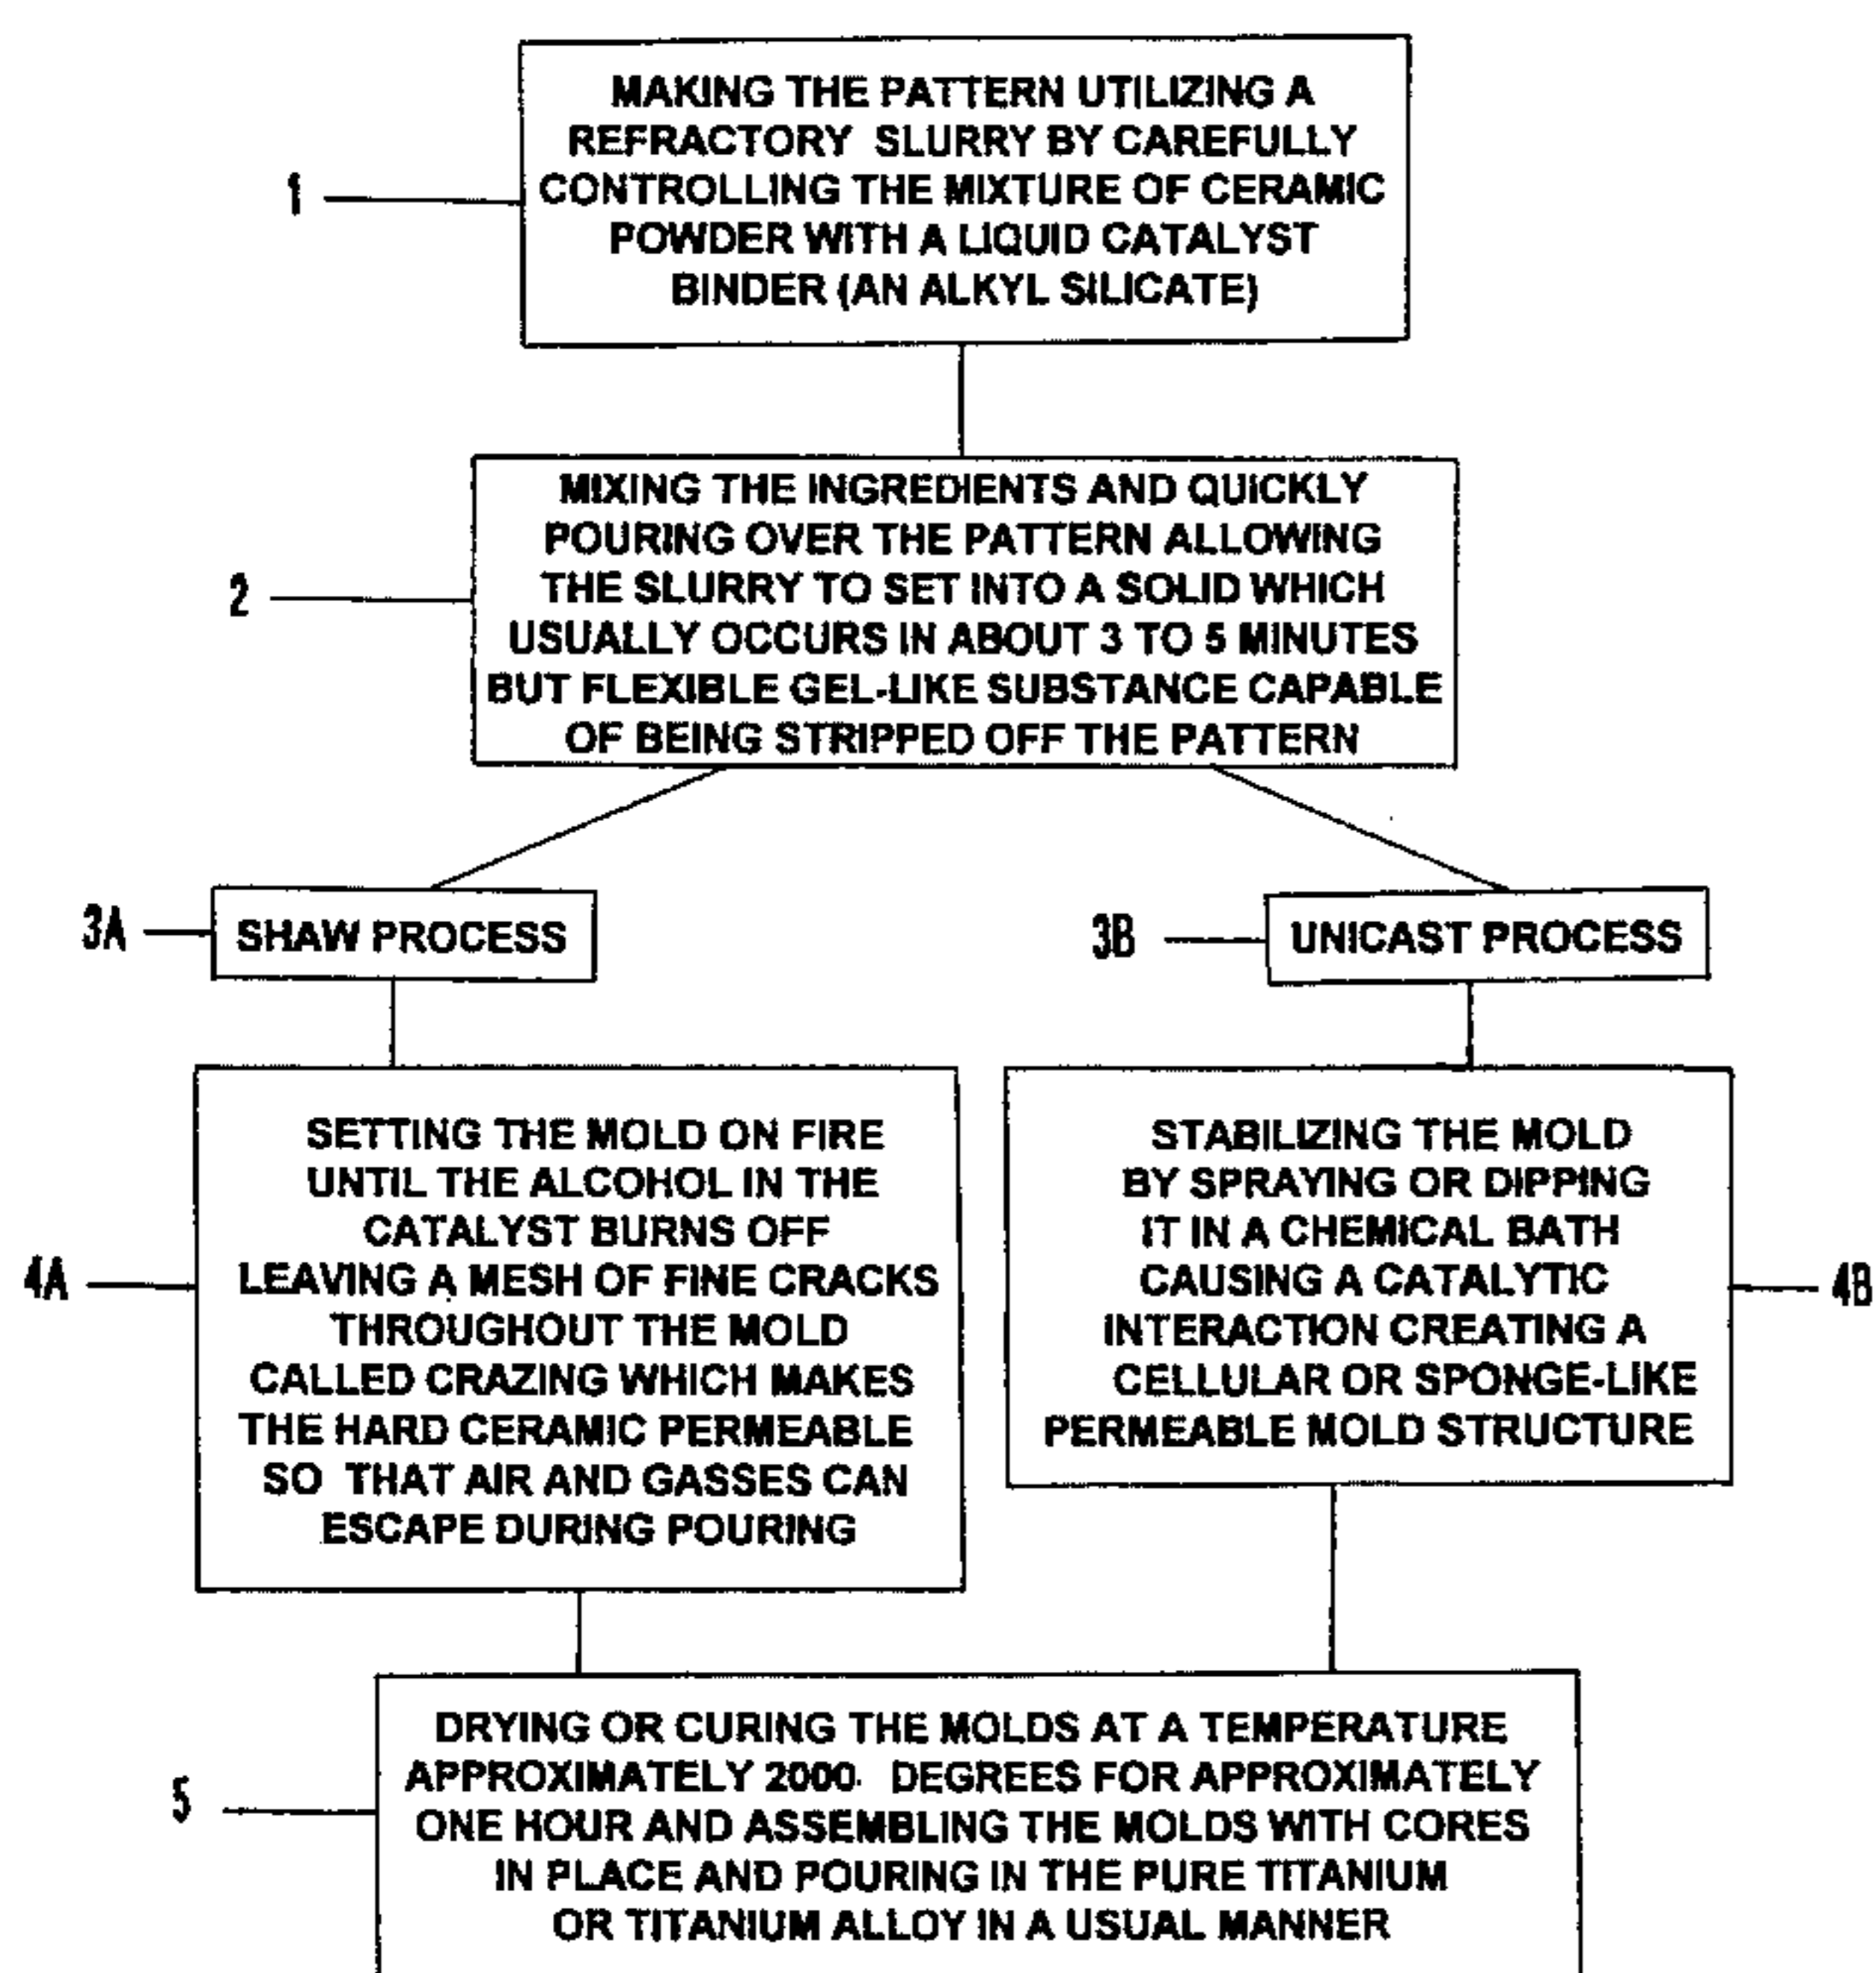 MAKING THE PATTERN UTILIZING A
REFRACTORY SLURRY BY CAREFULLY
1
CONTROLLING THE MIXTURE OF CERAMIC
POWDER WITH A LIQUID CATALYST
BINDER (AN ALKYL SILICATE)
MIXING THE INGREDIENTS AND QUICKLY
POURING OVER THE PATTERN ALLOWING
2
THE SLURRY TO SET INTO A SOLID WHICH
USUALLY OCCURS IN ABOUT 3 TO 5 MINUTES
BUT FLEXIBLE GEL-LIKE SUBSTANCE CAPABLE
OF BEING STRIPPED OFF THE PATTERN
3A
SHAW PROCESS
3B
UNICAST PROCESS
SETTING THE MOLD ON FIRE
UNTIL THE ALCOHOL IN THE
CATALYST BURNS OFF
4A
LEAVING A MESH OF FINE CRACKS
THROUGHOUT THE MOLD
CALLED CRAZING WHICH MAKES
THE HARD CERAMIC PERMEABLE
SO THAT AIR AND GASSES CAN
ESCAPE DURING POURING
STABILIZING THE MOLD
BY SPRAYING OR DIPPING
IT IN A CHEMICAL BATH
CAUSING A CATALYTIC
4B
INTERACTION CREATING A
CELLULAR OR SPONGE-LIKE
PERMEABLE MOLD STRUCTURE
DRYING OR CURING THE MOLDS AT A TEMPERATURE
APPROXIMATELY 2000 DEGREES FOR APPROXIMATELY
5
ONE HOUR AND ASSEMBLING THE MOLDS WITH CORES
IN PLACE AND POURING IN THE PURE TITANIUM
OR TITANIUM ALLOY IN A USUAL MANNER